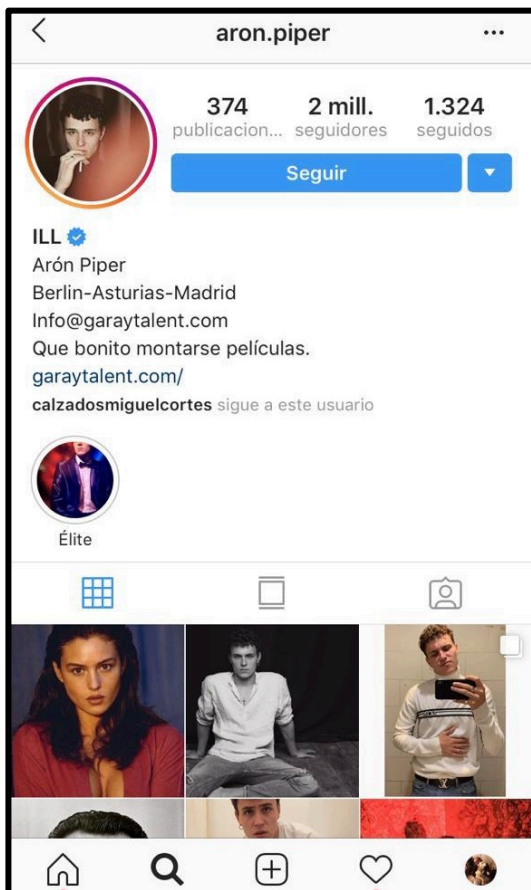 aron.piper
374 2 mill. 1.324
publicacion... seguidores seguidos
Seguir
ILL
Arón Piper
Berlin-Asturias-Madrid
Info@garaytalent.com
Que bonito montarse películas.
garaytalent.com/
calzadosmiguelcortes sigue a este usuario
Élite